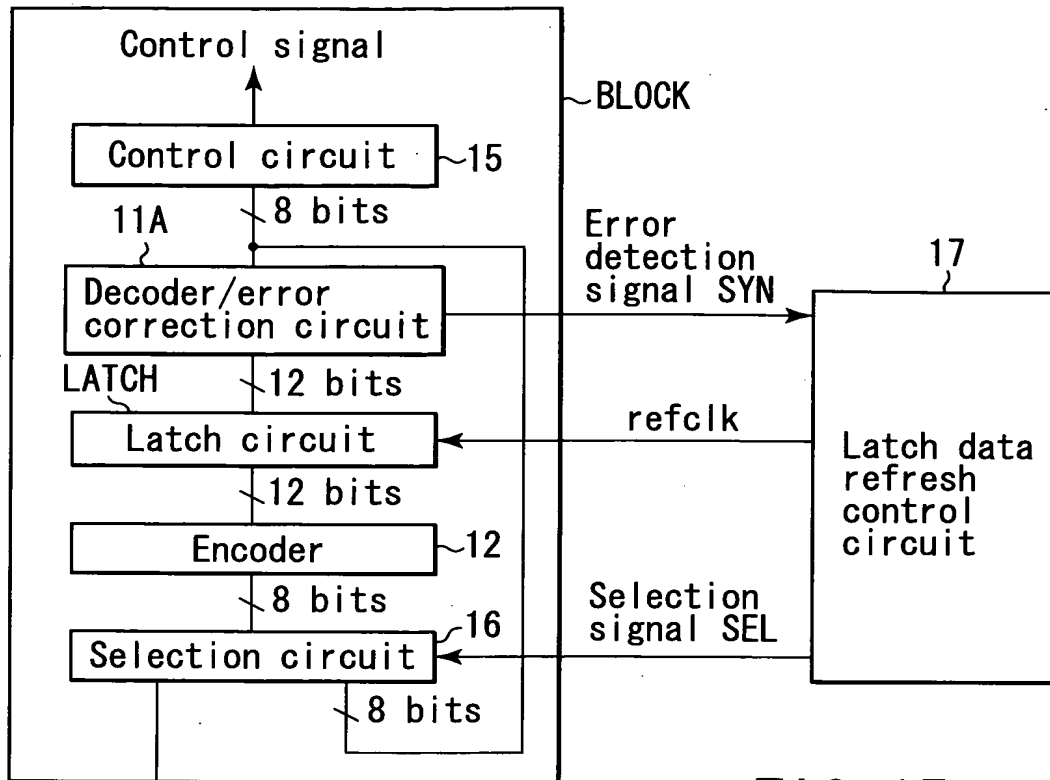 Control signal
BLOCK
Control circuit
15
8 bits
11A
Error
detection
signal SYN
17
Decoder/error
correction circuit
12 bits
LATCH
Latch circuit
refclk
Latch data
refresh
control
circuit
12 bits
Encoder
12
8 bits
Selection
signal SEL
16
Selection circuit
8 bits